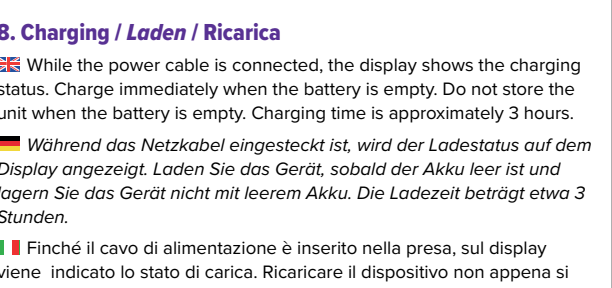 8. Charging / Laden / Ricarica
While the power cable is connected, the display shows the charging
status. Charge immediately when the battery is empty. Do not store the
unit when the battery is empty. Charging time is approximately 3 hours.
Während das Netzkabel eingesteckt ist, wird der Ladestatus auf dem
Display angezeigt. Laden Sie das Gerät, sobald der Akku leer ist und
lagern Sie das Gerät nicht mit leerem Akku. Die Ladezeit beträgt etwa 3
Stunden.
Finché il cavo di alimentazione è inserito nella presa, sul display
viene indicato lo stato di carica. Ricaricare il dispositivo non appena si